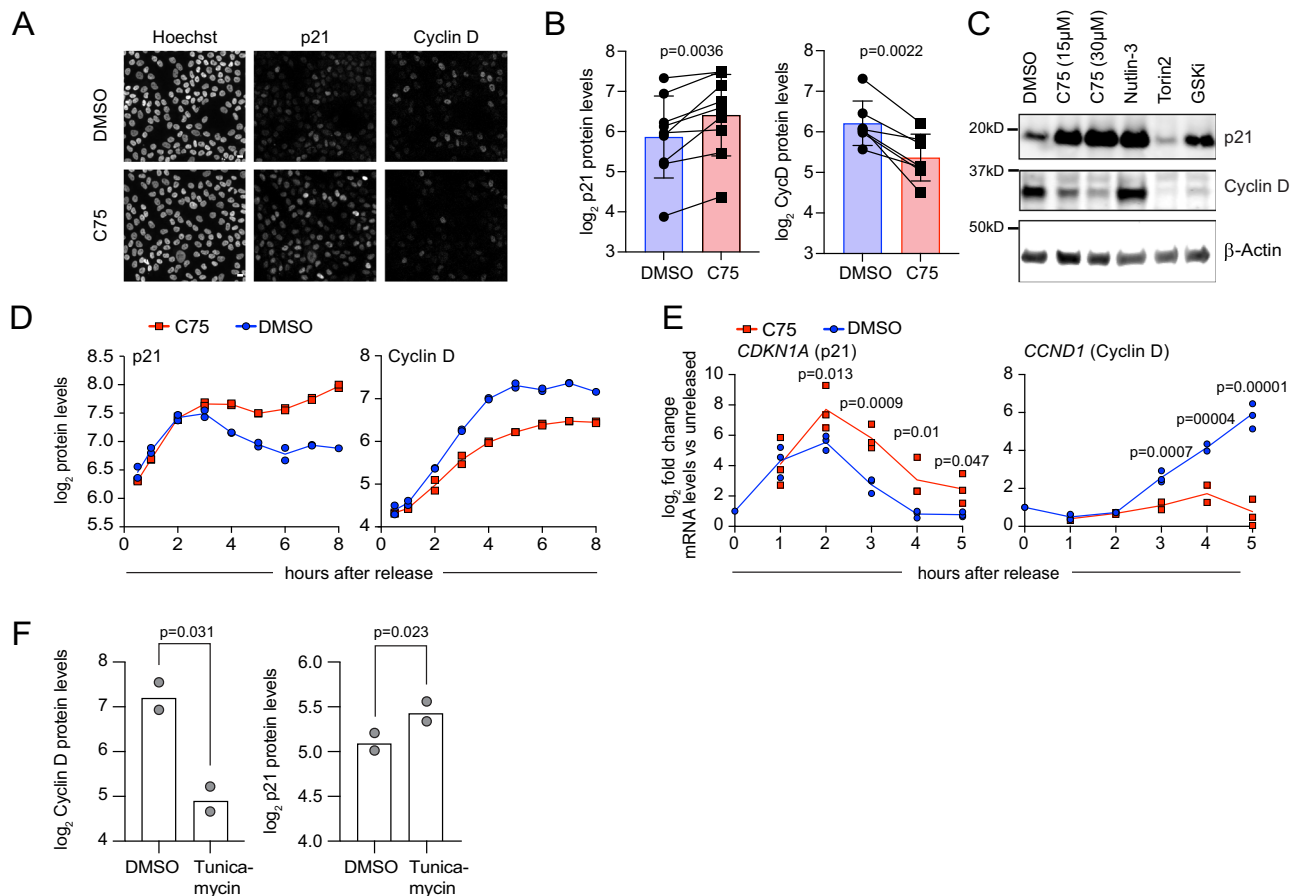 A
Hoechst
p21
Cyclin D
DMSO
C75
B
p=0.0036
log2 p21 protein levels
8
7
6
5
4
3
DMSO
C75
p=0.0022
log2 CycD protein levels
8
7
6
5
4
3
DMSO
C75
C
DMSO
C75 (15μM)
C75 (30μM)
Nutlin-3
Torin2
GSKi
20kD
p21
37kD
Cyclin D
50kD
β-Actin
D
C75
DMSO
p21
log2 protein levels
8.5
8.0
7.5
7.0
6.5
6.0
5.5
0 2 4 6 8
Cyclin D
8
7
6
5
4
0 2 4 6 8
hours after release
E
C75
DMSO
CDKN1A (p21)
log2 fold change
mRNA levels vs unreleased
10
8
6
4
2
0
p=0.013
p=0.0009
p=0.01
p=0.047
0 1 2 3 4 5
CCND1 (Cyclin D)
8
6
4
2
0
p=0.00001
p=00004
p=0.0007
0 1 2 3 4 5
hours after release
F
p=0.031
log2 Cyclin D protein levels
8
7
6
5
4
DMSO
Tunica-
mycin
p=0.023
log2 p21 protein levels
6.0
5.5
5.0
4.5
4.0
DMSO
Tunica-
mycin